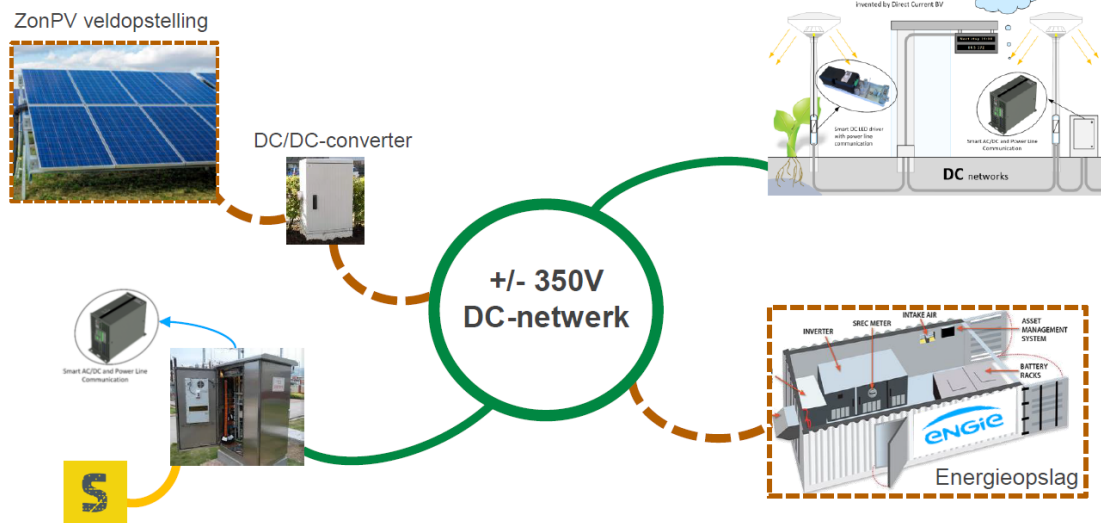 ZonPV veldopstelling
DC/DC-converter
+/- 350V
DC-netwerk
invented by Direct Current BV
Smart DC LED driver
with power line
communication
Smart AC/DC and Power Line
Communication
DC networks
Smart AC/DC and Power Line
Communication
S
INVERTER
SREC METER
INTAKE AIR
ASSET
MANAGEMENT
SYSTEM
BATTERY
RACKS
ENGIE
Energieopslag